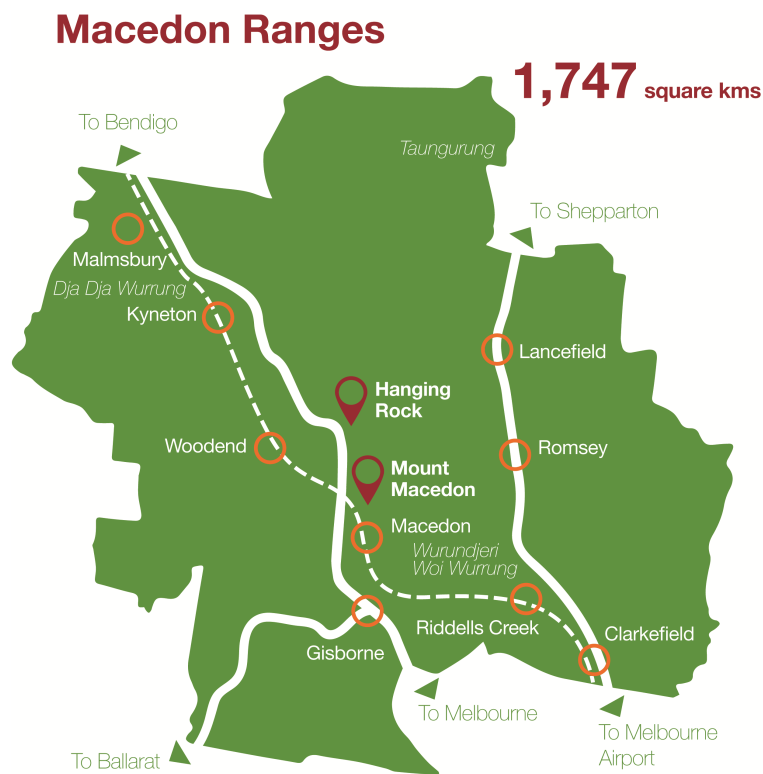 Macedon Ranges
1,747 square kms
To Bendigo
Taungurung
To Shepparton
Malmsbury
Dja Dja Wurrung
Kyneton
Lancefield
Hanging
Rock
Woodend
Romsey
Mount
Macedon
Macedon
Wurundjeri
Woi Wurrung
Riddells Creek
Clarkefield
Gisborne
To Melbourne
To Melbourne
Airport
To Ballarat